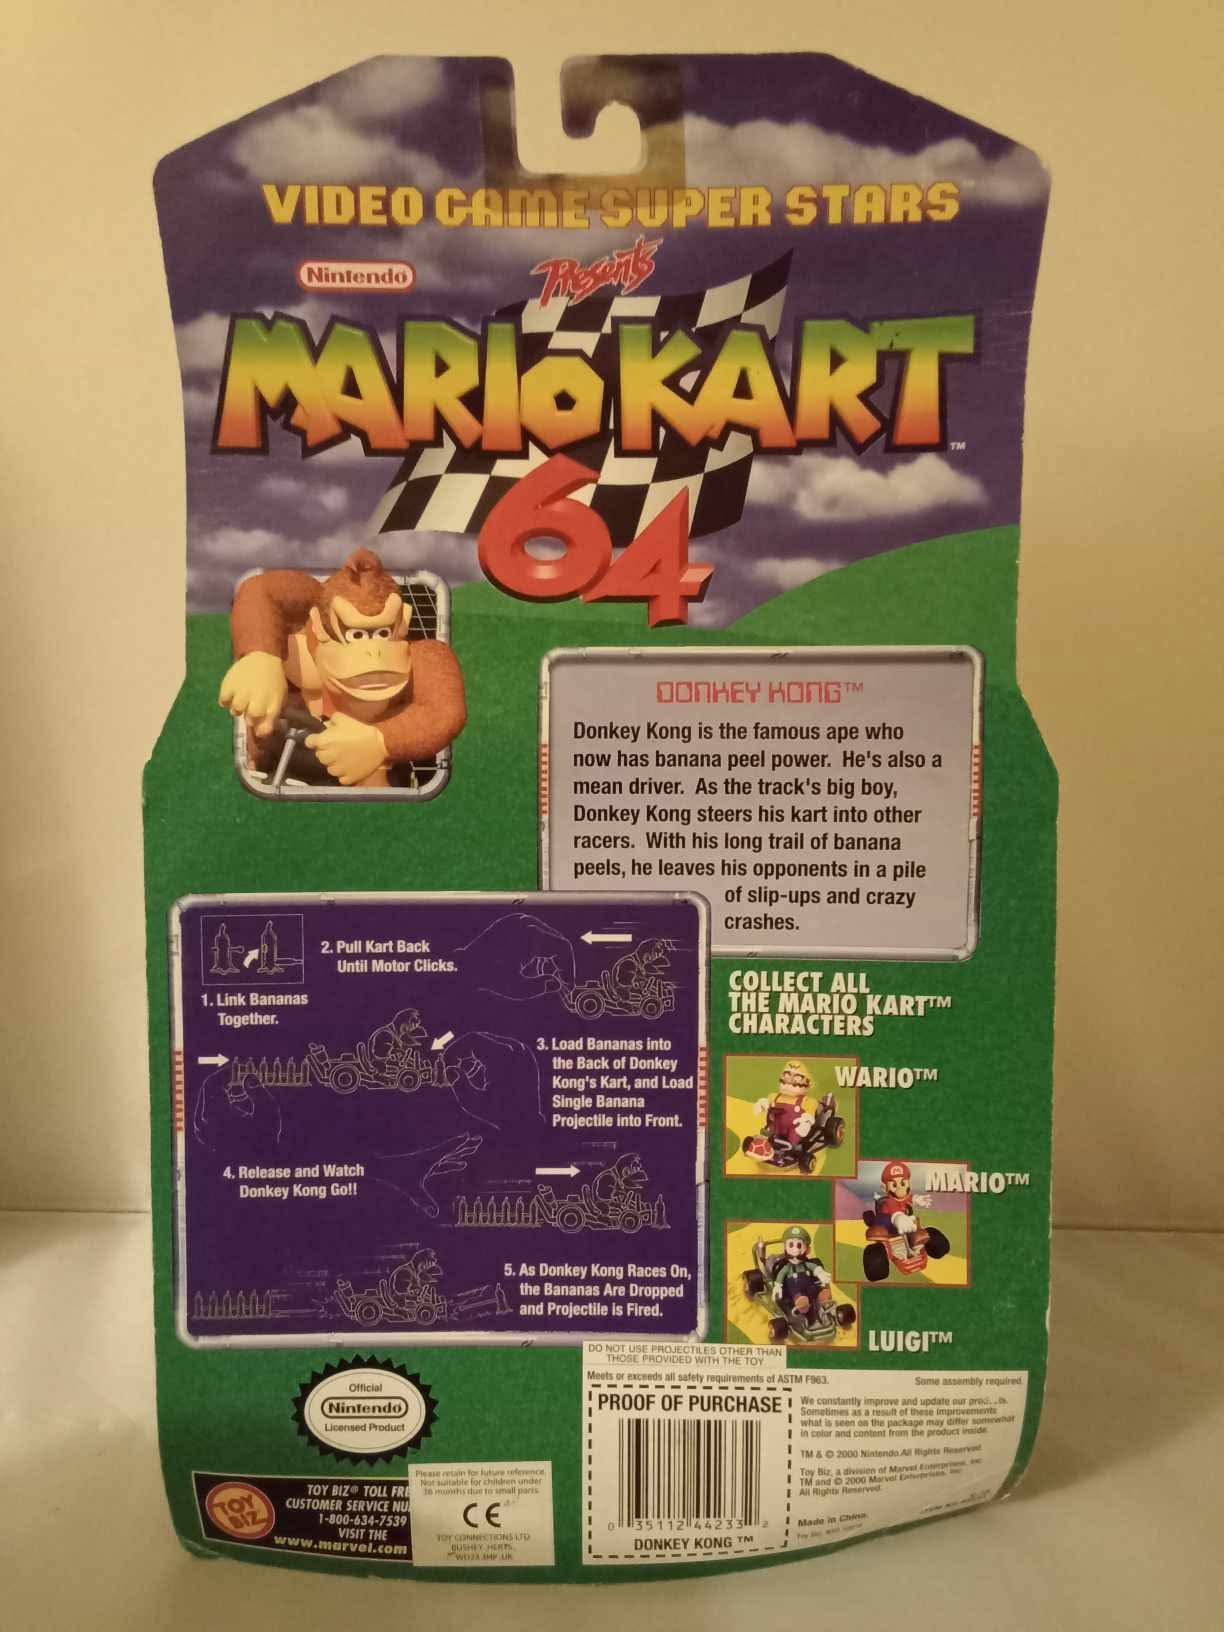 VIDEO GAME SUPER STARS
Nintendo
Presents
MARIO KART
TM
64
DONKEY KONG™
Donkey Kong is the famous ape who
now has banana peel power. He's also a
mean driver. As the track's big boy,
Donkey Kong steers his kart into other
racers. With his long trail of banana
peels, he leaves his opponents in a pile
of slip-ups and crazy
crashes.
1. Link Bananas
Together.
2. Pull Kart Back
Until Motor Clicks.
3. Load Bananas into
the Back of Donkey
Kong's Kart, and Load
Single Banana
Projectile into Front.
4. Release and Watch
Donkey Kong Go!!
5. As Donkey Kong Races On,
the Bananas Are Dropped
and Projectile is Fired.
COLLECT ALL
THE MARIO KART™
CHARACTERS
WARIO™
MARIO™
LUIGI™
DO NOT USE PROJECTILES OTHER THAN
THOSE PROVIDED WITH THE TOY
Meets or exceeds all safety requirements of ASTM F963.
Some assembly required.
PROOF OF PURCHASE
0 35112 44233 2
DONKEY KONG ™
We constantly improve and update our
Sometimes as a result of these improvements
what is seen on the package may differ somewhat
in color and content from the product inside.
TM & © 2000 Nintendo.All Rights Reserved
Toy Biz, a division of Marvel Enterprises, Inc.
TM and © 2000 Marvel Enterprises, Inc.
All Rights Reserved.
Made in China.
Official
Nintendo
Licensed Product
TOY BIZ
TOY BIZ® TOLL FRE
CUSTOMER SERVICE NU
1-800-634-7539
VISIT THE
www.marvel.com
Please retain for future reference.
Not suitable for children under
36 months due to small parts.
CE
TOY CONNECTIONS LTD
BUSHEY, HERTS,
WD23 3MP UK